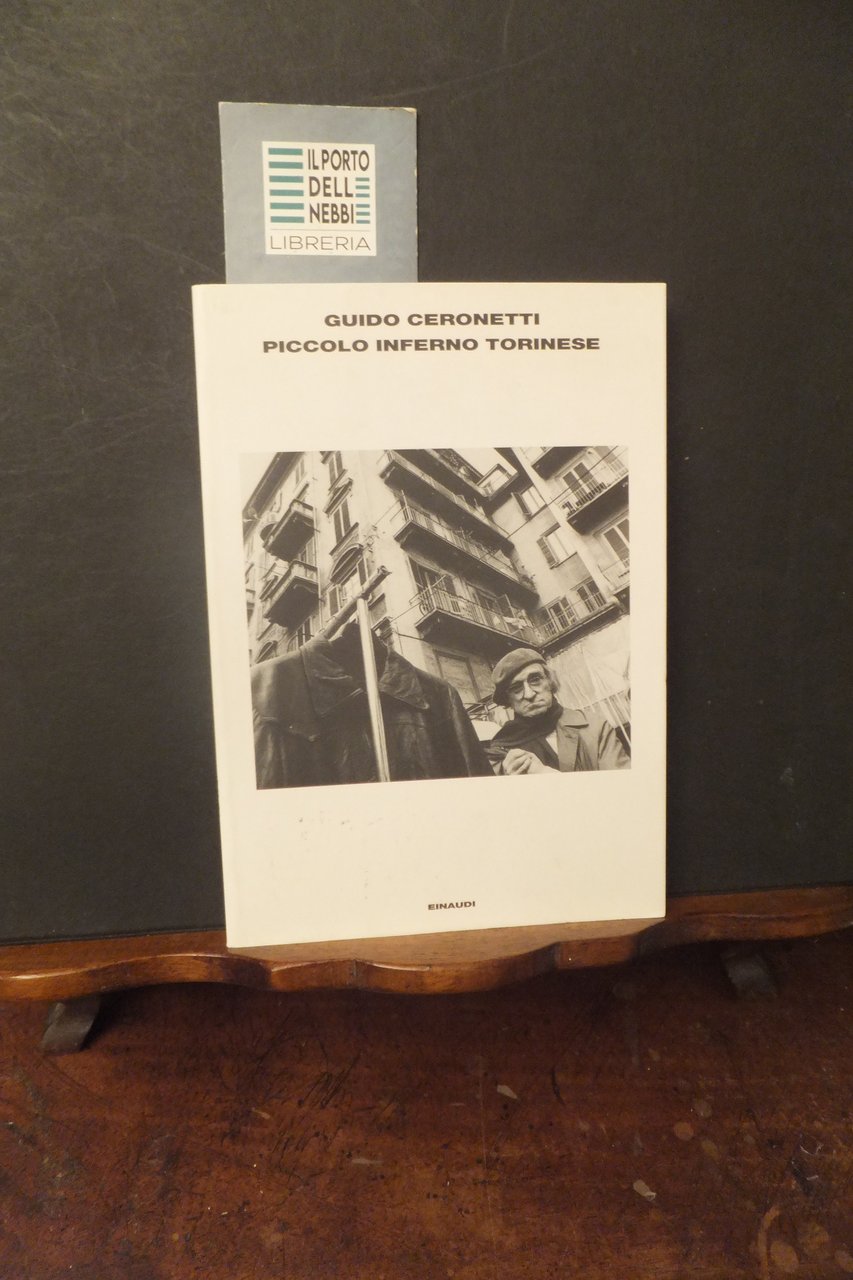 IL PORTO
DELLE
NEBBIE
LIBRERIA
GUIDO CERONETTI
PICCOLO INFERNO TORINESE
EINAUDI